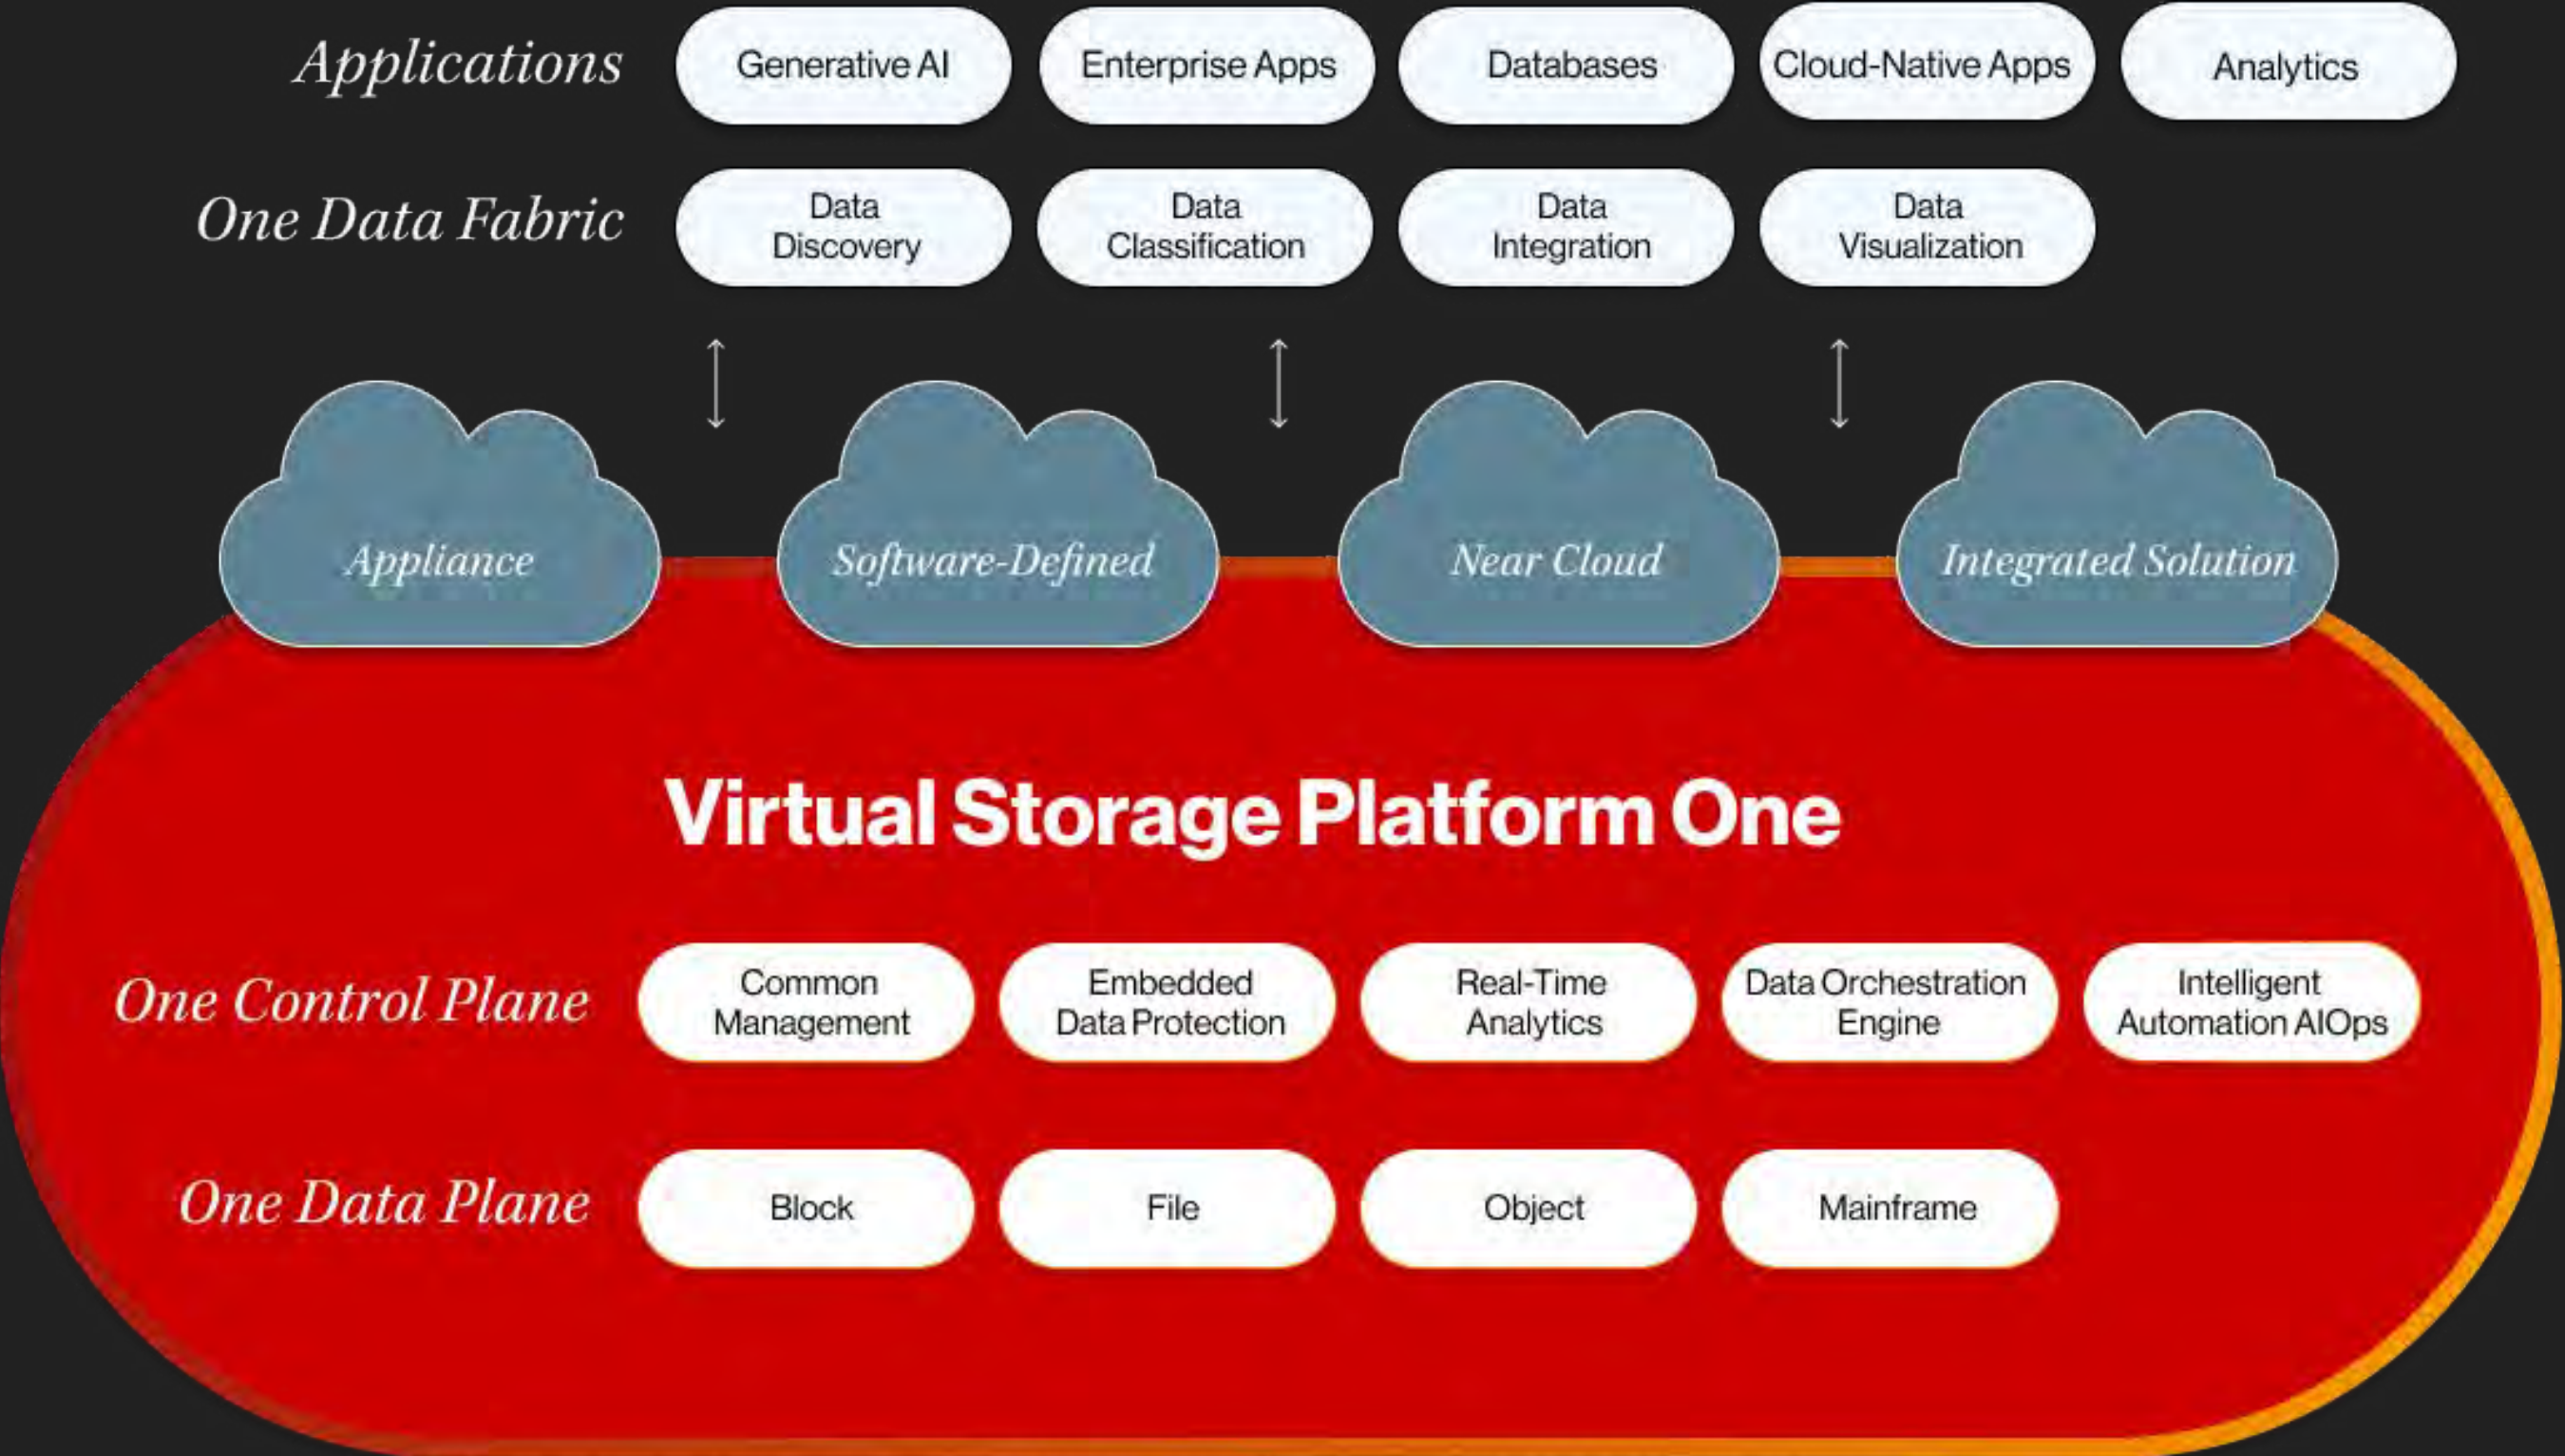 Applications
Generative AI
Enterprise Apps
Databases
Cloud-Native Apps
Analytics
One Data Fabric
Data
Discovery
Data
Classification
Data
Integration
Data
Visualization
Appliance
Software-Defined
Near Cloud
Integrated Solution
Virtual Storage Platform One
One Control Plane
Common
Management
Embedded
Data Protection
Real-Time
Analytics
Data Orchestration
Engine
Intelligent
Automation AIOps
One Data Plane
Block
File
Object
Mainframe